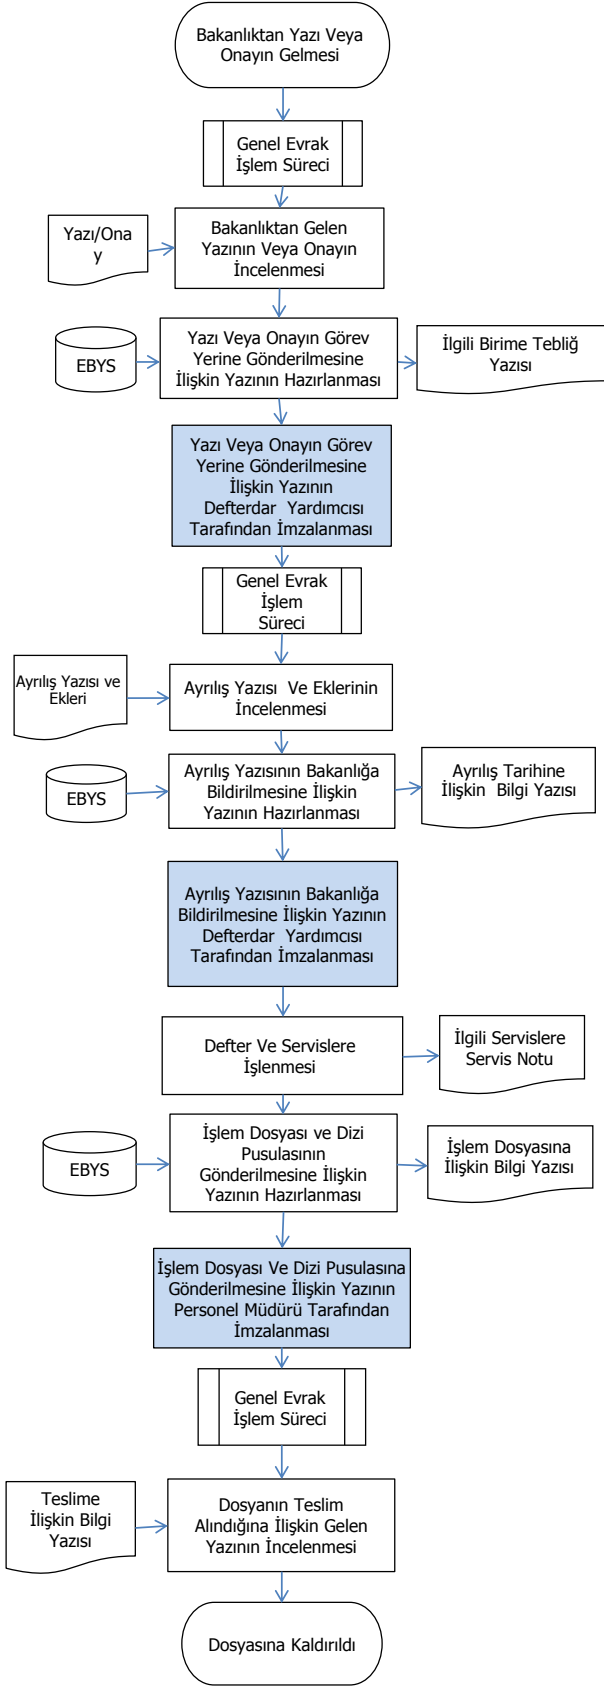 Bakanlıktan Yazı Veya
Onayın Gelmesi
Genel Evrak
İşlem Süreci
Yazı/Ona
y
Bakanlıktan Gelen
Yazının Veya Onayın
İncelenmesi
EBYS
Yazı Veya Onayın Görev
Yerine Gönderilmesine
İlişkin Yazının Hazırlanması
İlgili Birime Tebliğ
Yazısı
Yazı Veya Onayın Görev
Yerine Gönderilmesine
İlişkin Yazının
Defterdar Yardımcısı
Tarafından İmzalanması
Genel Evrak
İşlem
Süreci
Ayrılış Yazısı ve
Ekleri
Ayrılış Yazısı Ve Eklerinin
İncelenmesi
EBYS
Ayrılış Yazısının Bakanlığa
Bildirilmesine İlişkin
Yazının Hazırlanması
Ayrılış Tarihine
İlişkin Bilgi Yazısı
Ayrılış Yazısının Bakanlığa
Bildirilmesine İlişkin Yazının
Defterdar Yardımcısı
Tarafından İmzalanması
Defter Ve Servislere
İşlenmesi
İlgili Servislere
Servis Notu
EBYS
İşlem Dosyası ve Dizi
Pusulasının
Gönderilmesine İlişkin
Yazının Hazırlanması
İşlem Dosyasına
İlişkin Bilgi Yazısı
İşlem Dosyası Ve Dizi Pusulasına
Gönderilmesine İlişkin Yazının
Personel Müdürü Tarafından
İmzalanması
Genel Evrak
İşlem Süreci
Teslime
İlişkin Bilgi
Yazısı
Dosyanın Teslim
Alındığına İlişkin Gelen
Yazının İncelenmesi
Dosyasına Kaldırıldı